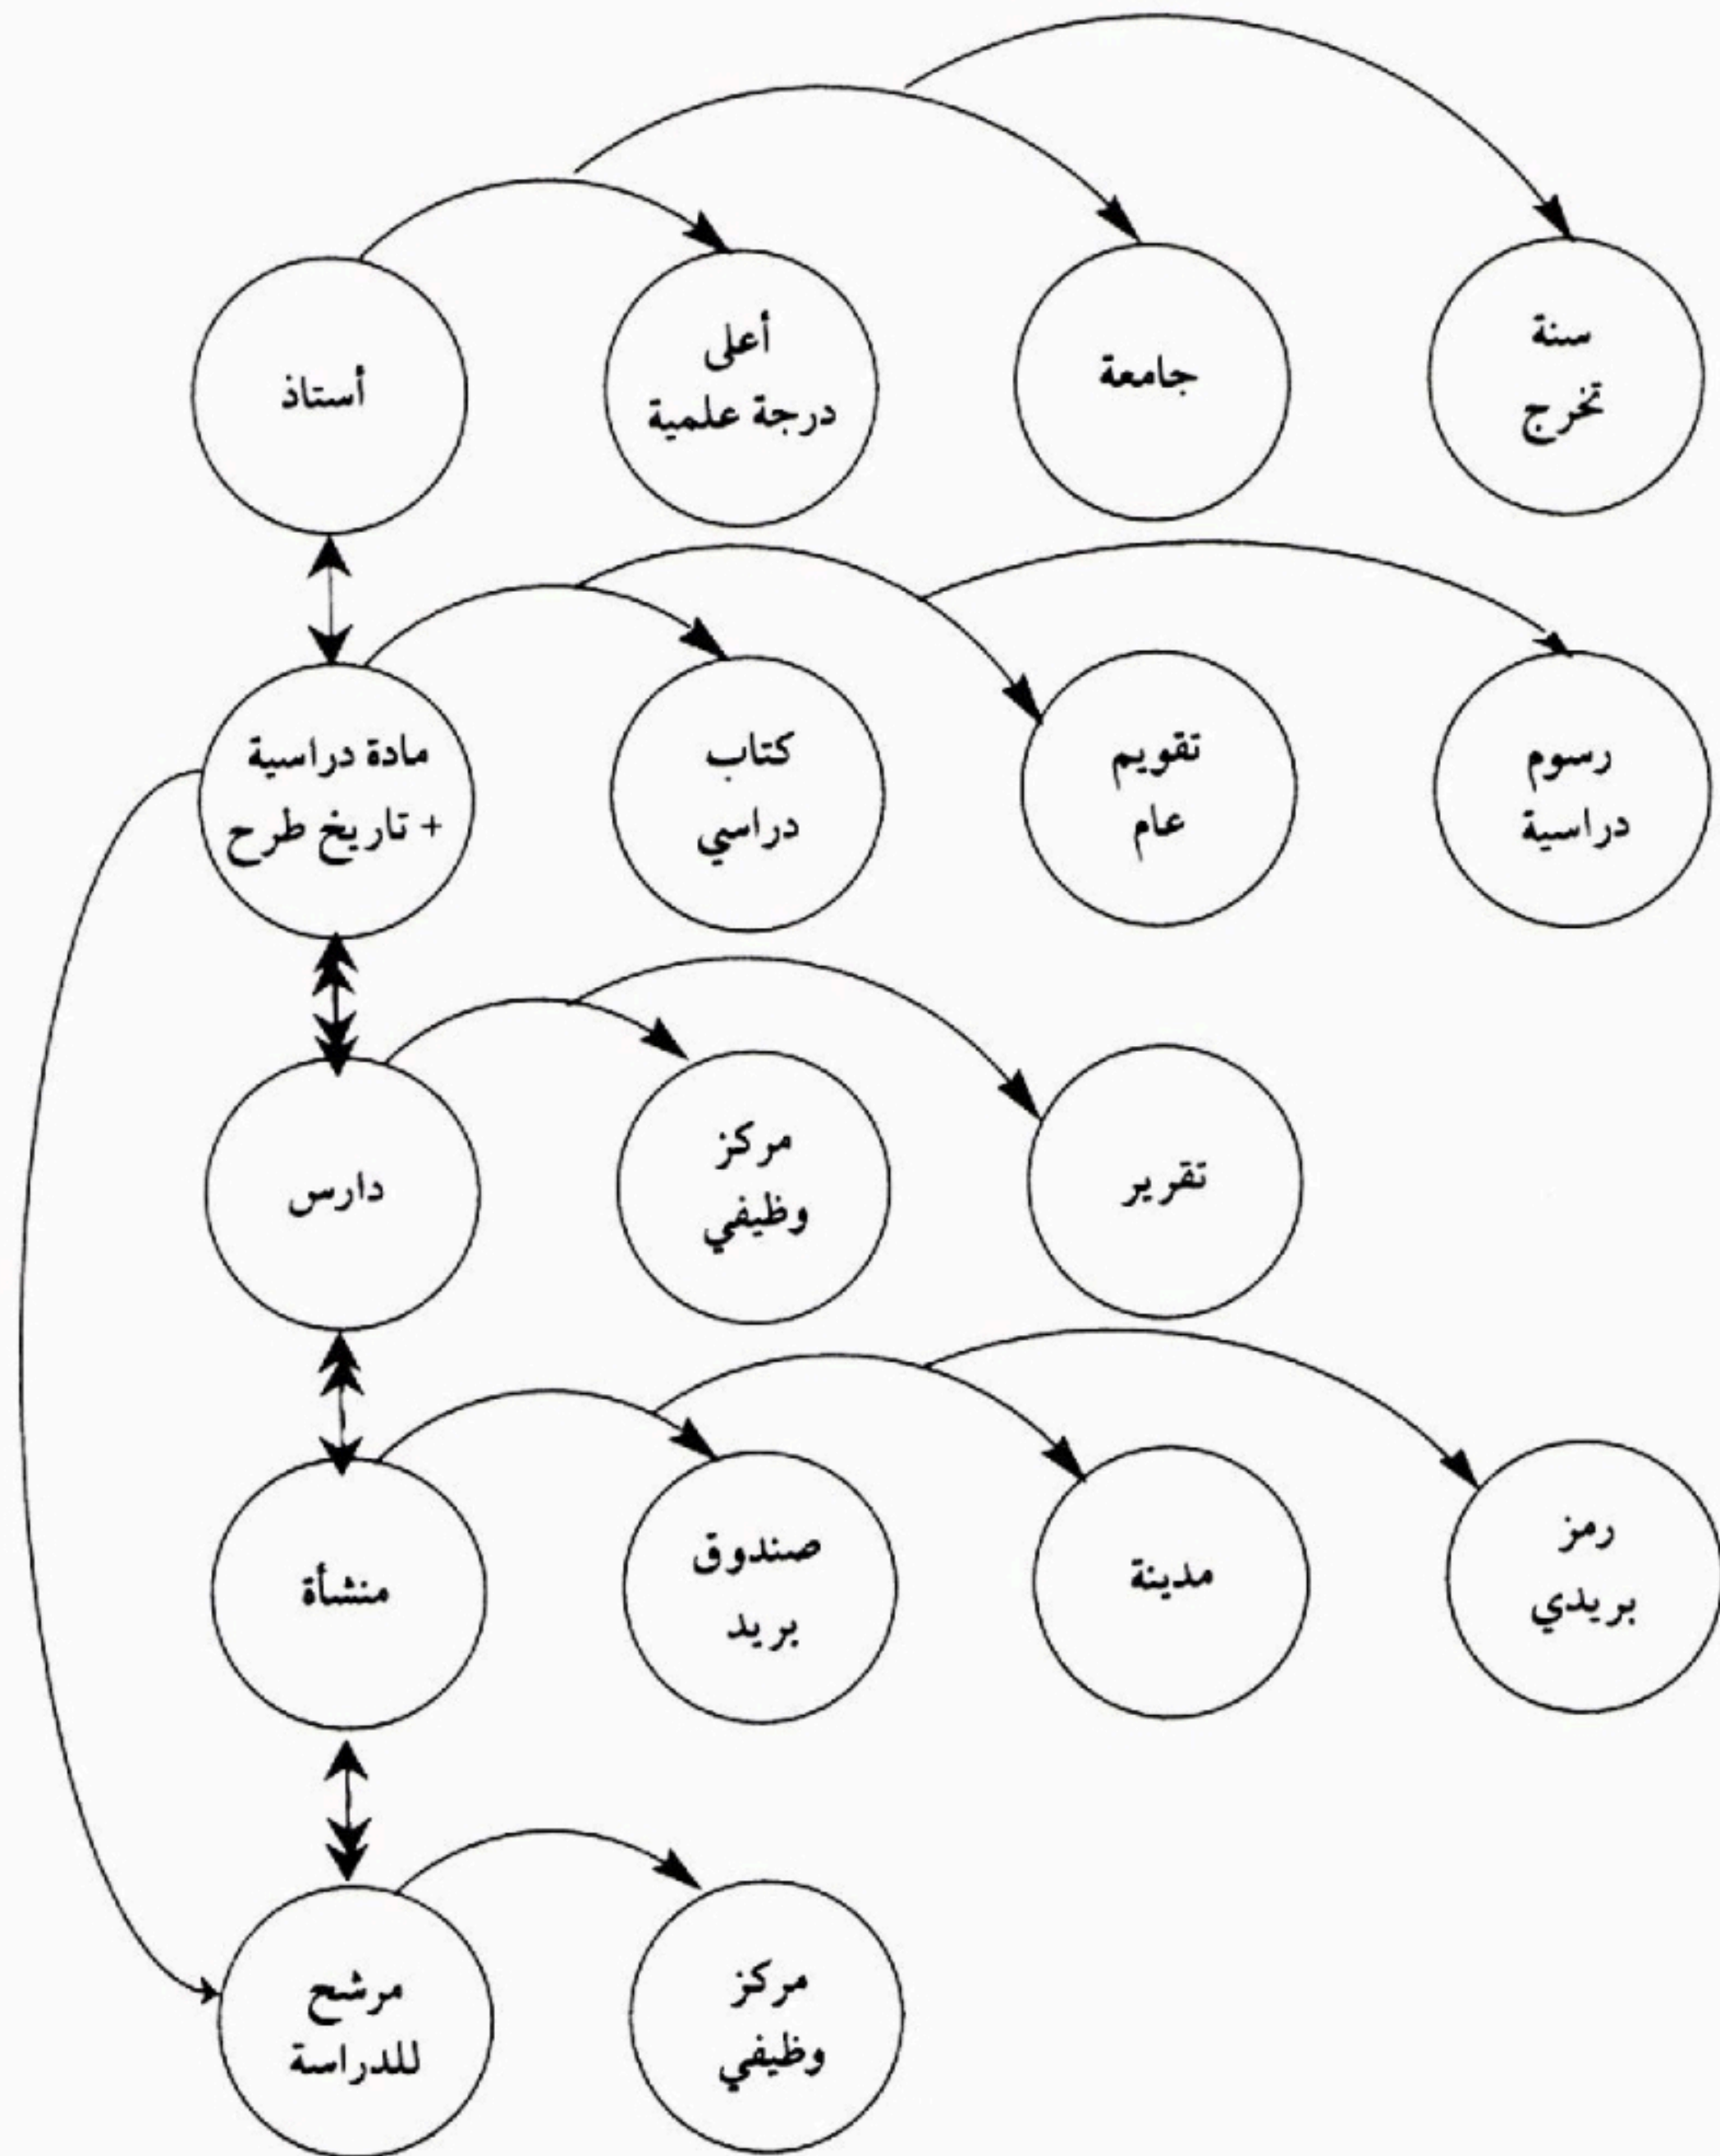 أستاذ
أعلى
درجة علمية
جامعة
سنة
تخرج
مادة دراسية
+ تاريخ طرح
كتاب
دراسي
تقويم
عام
رسوم
دراسية
دارس
مركز
وظيفي
تقرير
منشأة
صندوق
بريد
مدينة
رمز
بريدي
مرشح
للدراسة
مركز
وظيفي